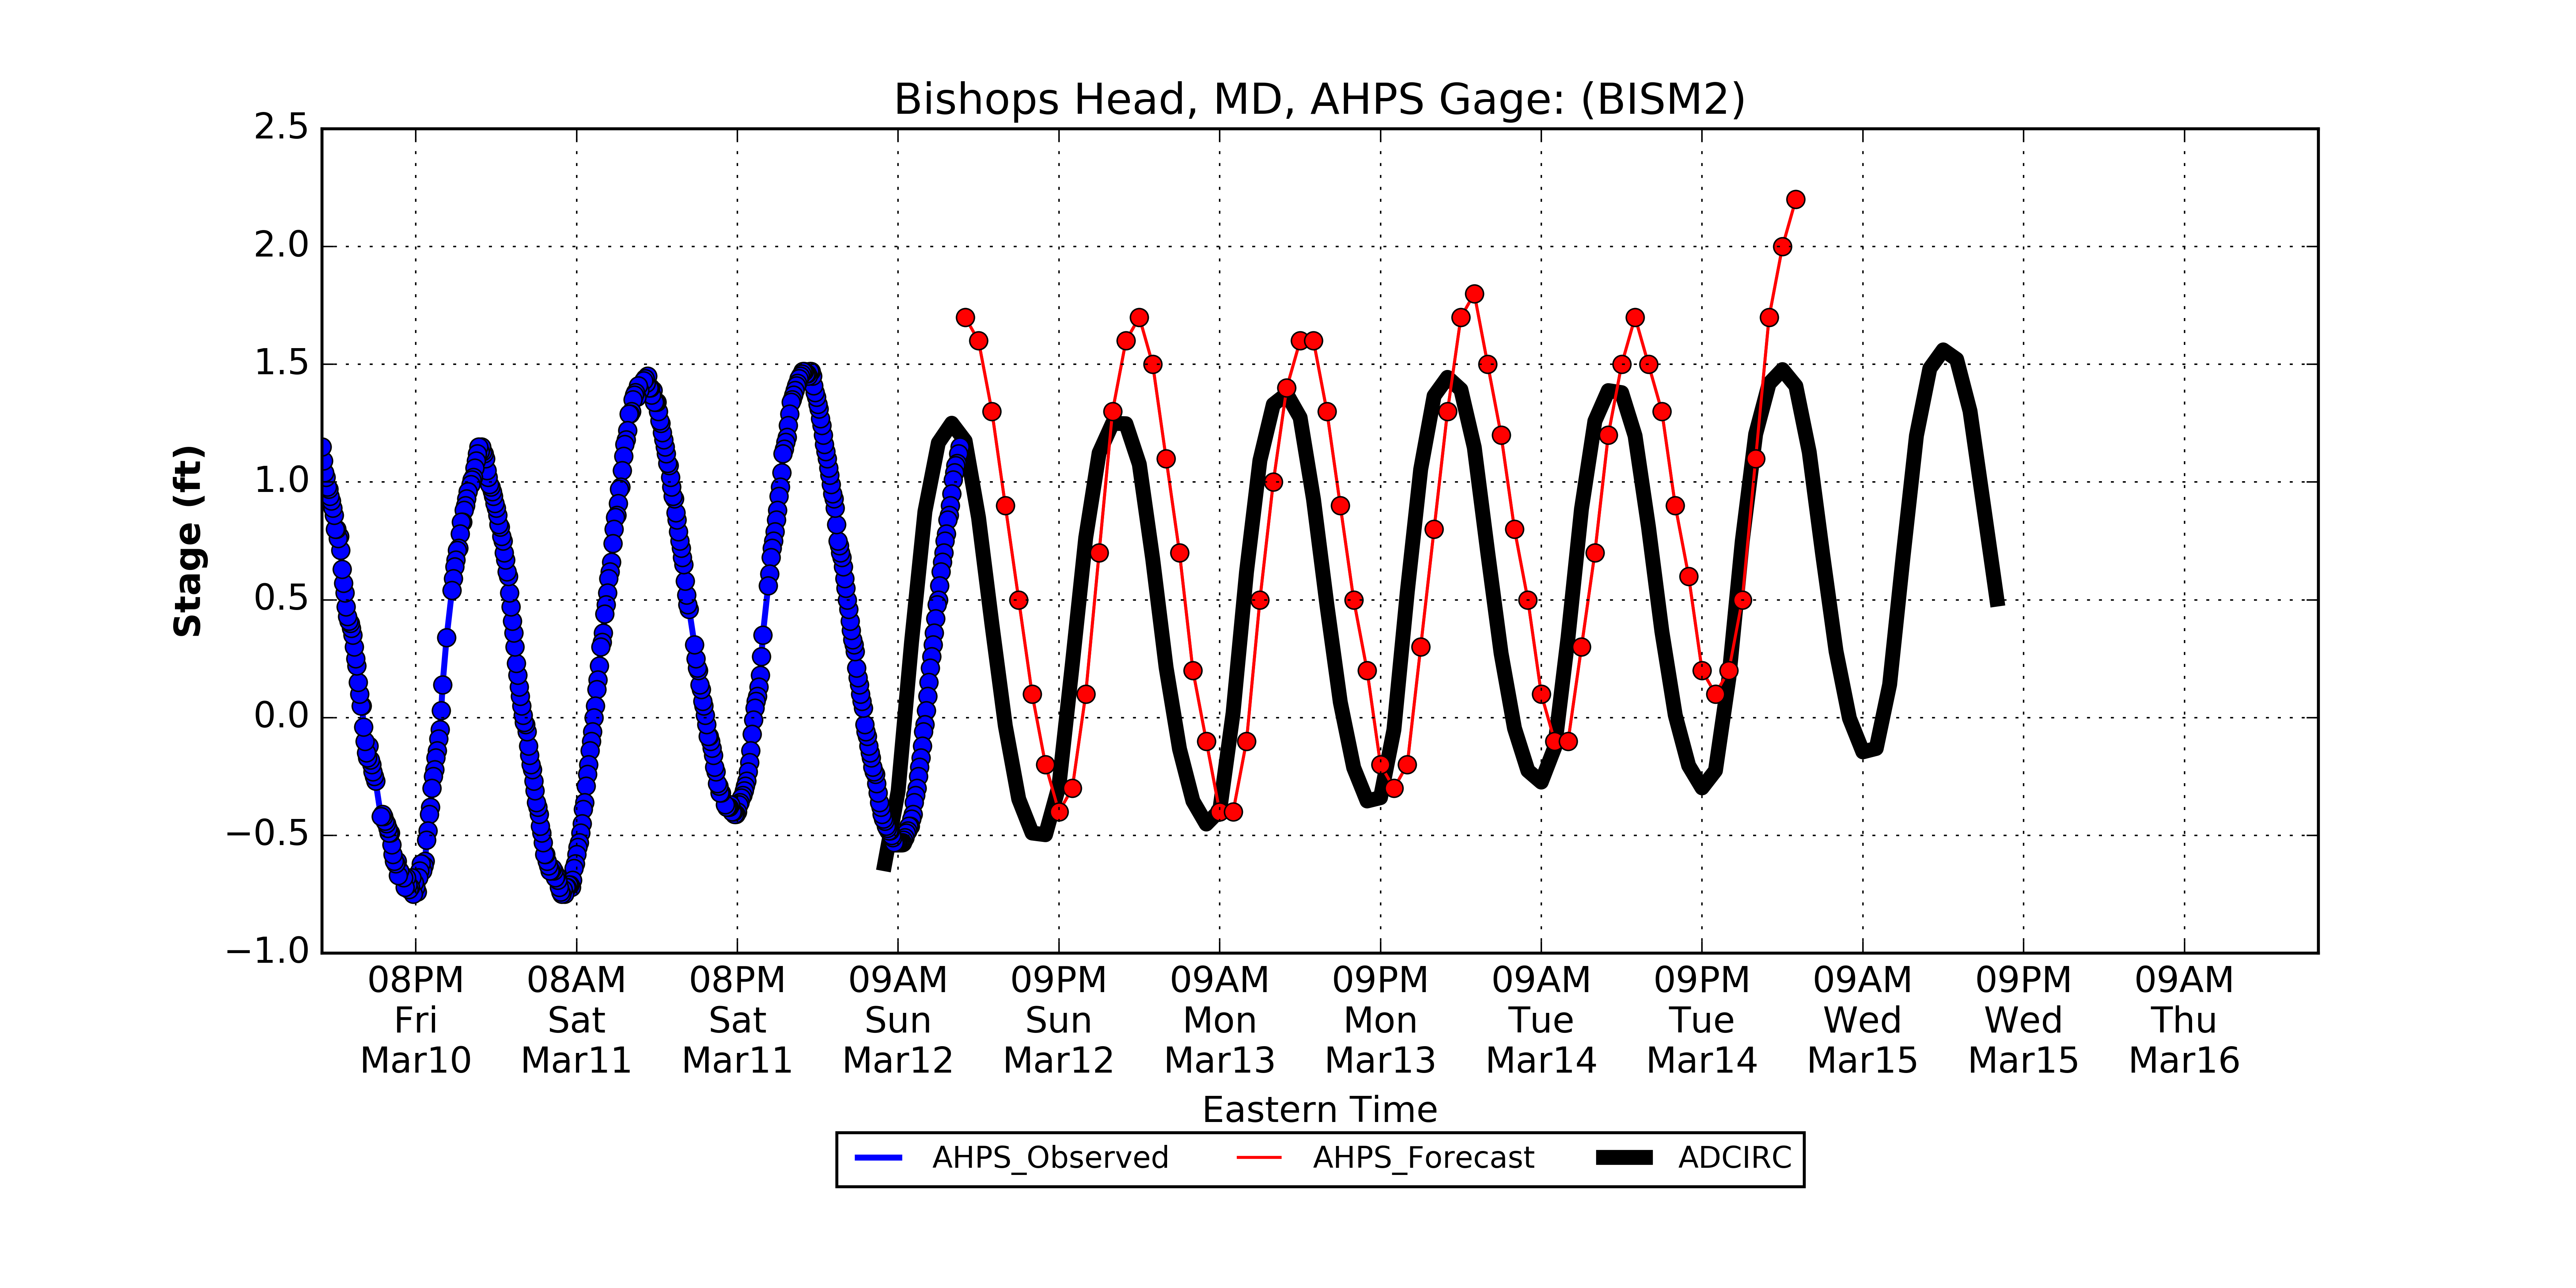 Bishops Head, MD, AHPS Gage: (BISM2)
2.5
2.0
1.5
1.0
0.5
0.0
−0.5
−1.0
Stage (ft)
08PM 08AM 08PM 09AM 09PM 09AM 09PM 09AM 09PM 09AM 09PM 09AM
Fri Sat Sat Sun Sun Mon Mon Tue Tue Wed Wed Thu
Mar10 Mar11 Mar11 Mar12 Mar12 Mar13 Mar13 Mar14 Mar14 Mar15 Mar15 Mar16
Eastern Time
AHPS_Observed AHPS_Forecast ADCIRC